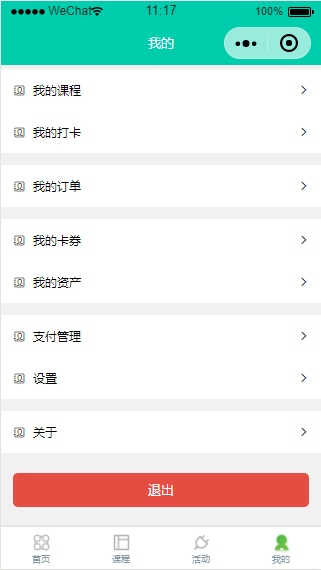 WeChat 11:17 100%
我的
我的课程
我的打卡
我的订单
我的卡券
我的资产
支付管理
设置
关于
退出
首页 课程 活动 我的